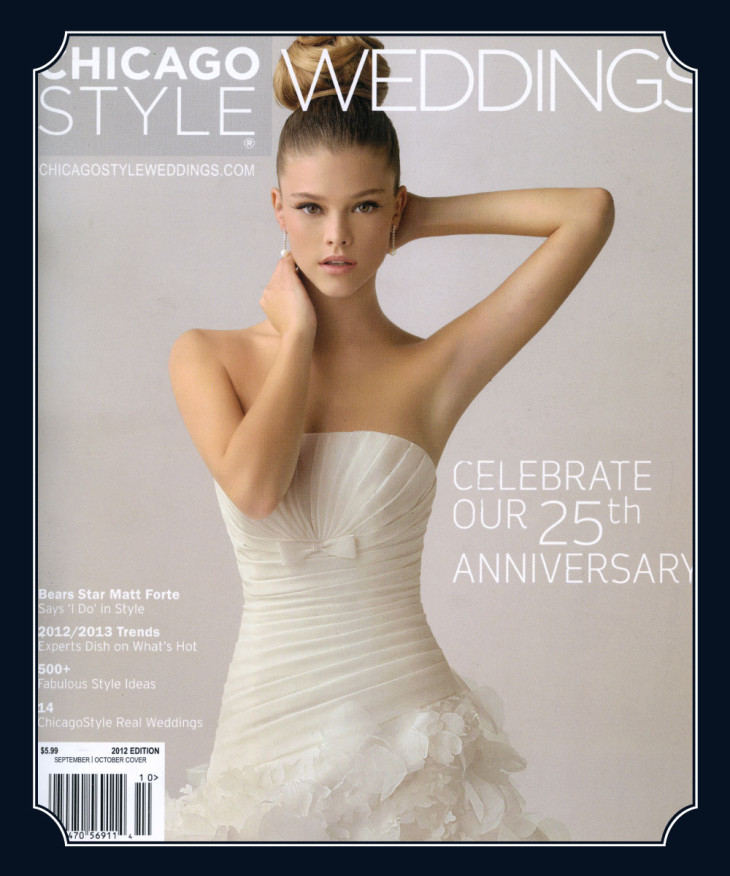 CHICAGO
STYLE®
WEDDINGS
CHICAGOSTYLEWEDDINGS.COM
CELEBRATE
OUR 25th
ANNIVERSARY
Bears Star Matt Forte
Says 'I Do' in Style
2012/2013 Trends
Experts Dish on What's Hot
500+
Fabulous Style Ideas
14
ChicagoStyle Real Weddings
$5.99 2012 EDITION
SEPTEMBER | OCTOBER COVER
10>
470 56911 4